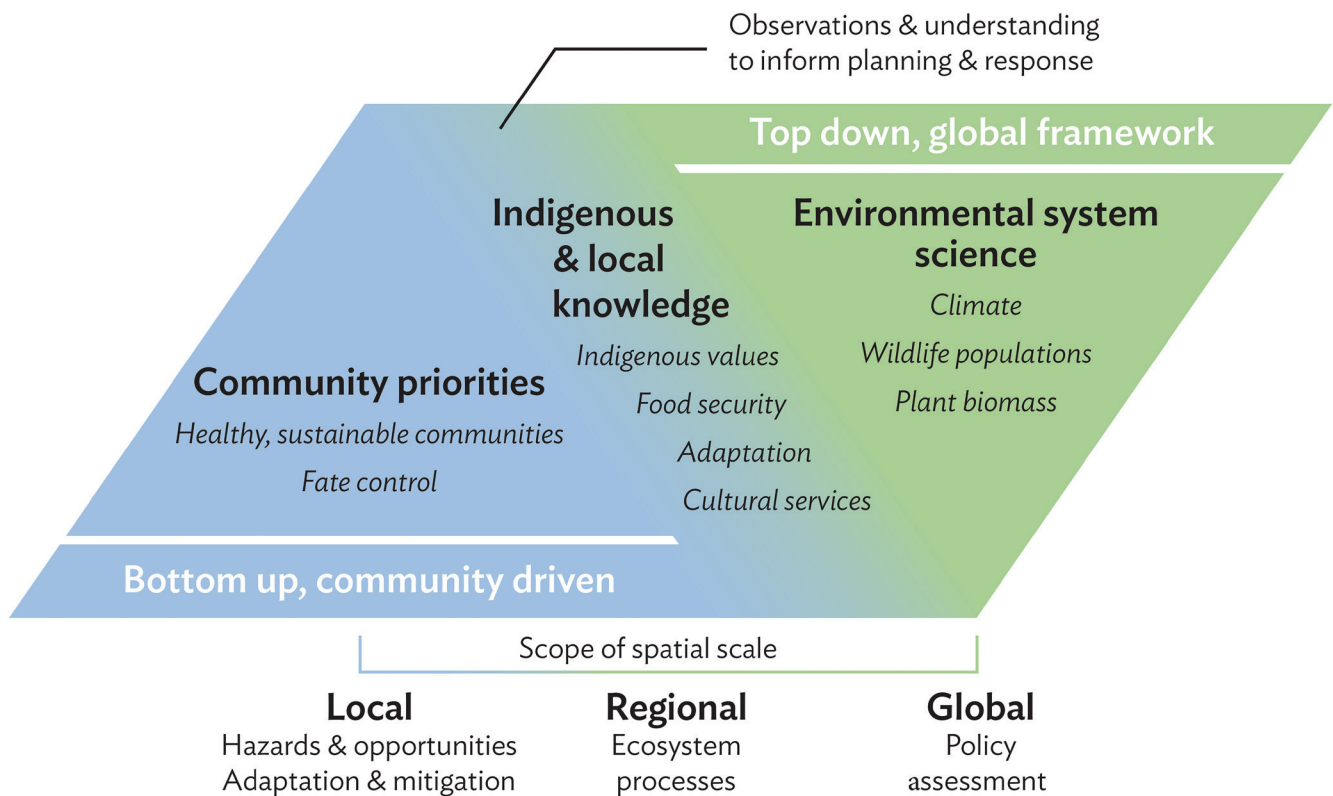 Observations & understanding
to inform planning & response
Top down, global framework
Indigenous
& local
knowledge
Indigenous values
Food security
Adaptation
Cultural services
Environmental system
science
Climate
Wildlife populations
Plant biomass
Community priorities
Healthy, sustainable communities
Fate control
Bottom up, community driven
Scope of spatial scale
Local
Hazards & opportunities
Adaptation & mitigation
Regional
Ecosystem
processes
Global
Policy
assessment